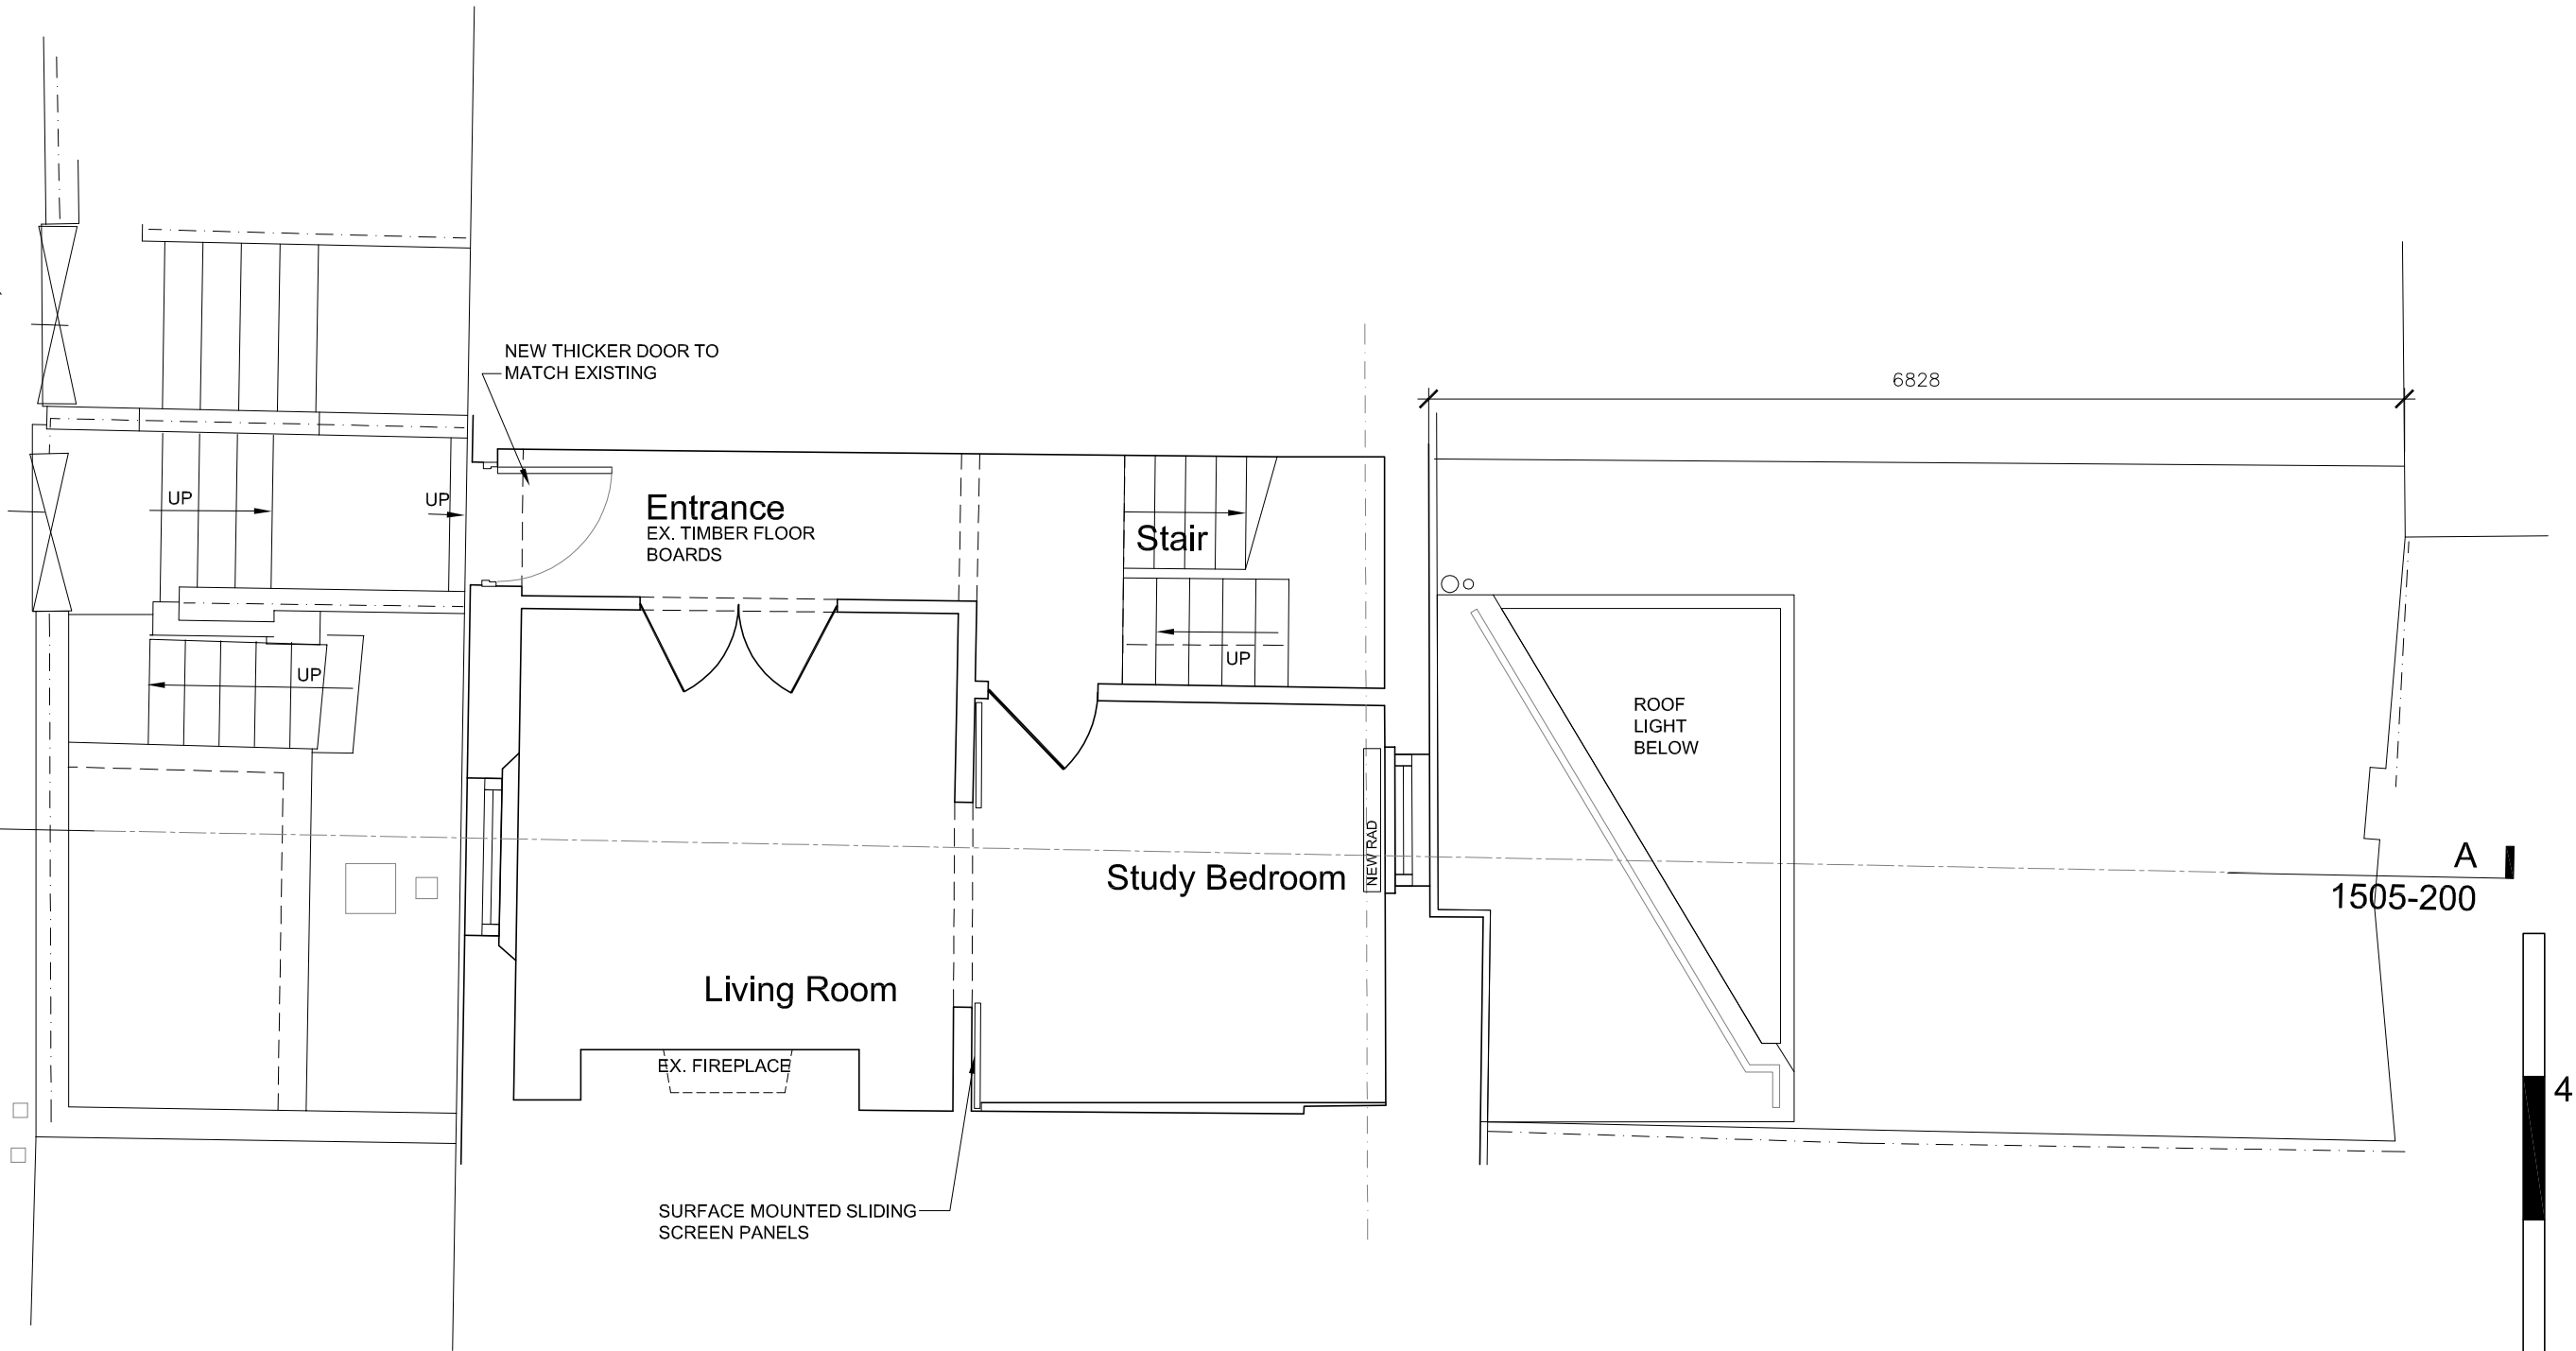 NEW THICKER DOOR TO
MATCH EXISTING
6828
UP
UP
Entrance
EX. TIMBER FLOOR
BOARDS
Stair
UP
UP
ROOF
LIGHT
BELOW
NEW RAD
Study Bedroom
A
1505-200
Living Room
EX. FIREPLACE
4
SURFACE MOUNTED SLIDING
SCREEN PANELS